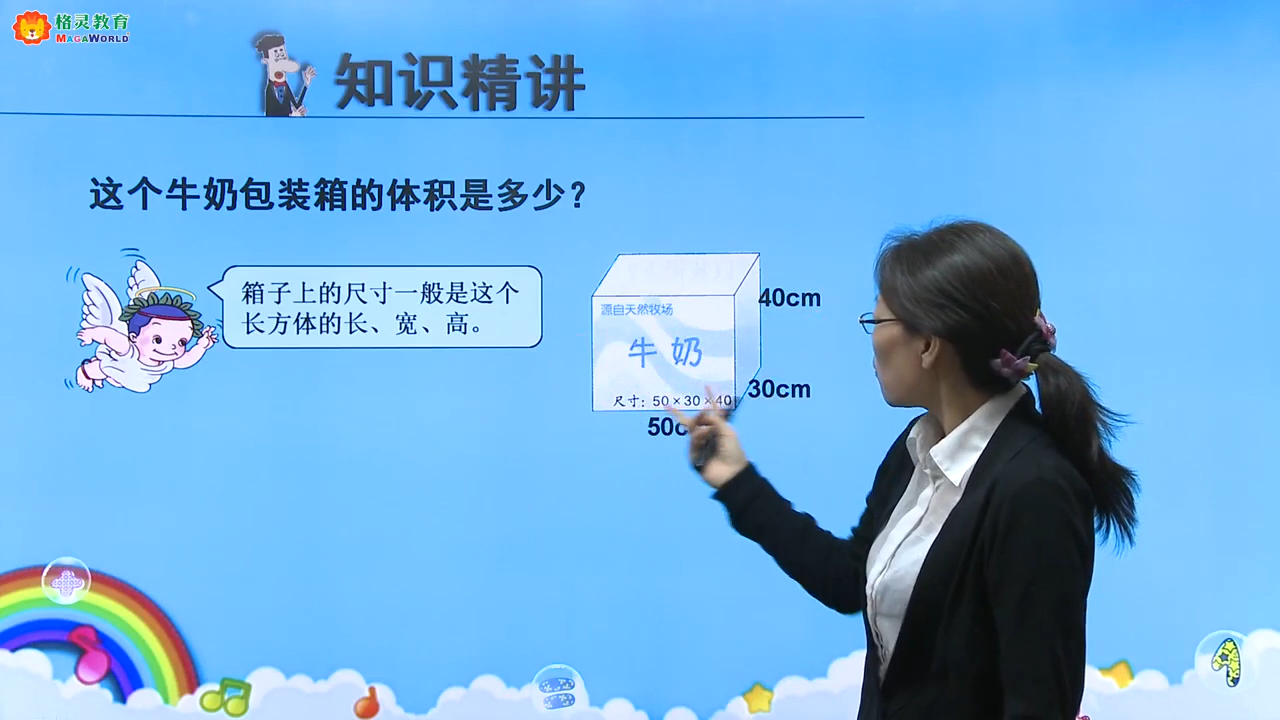 格灵教育
MAGAWORLD
知识精讲
这个牛奶包装箱的体积是多少？
箱子上的尺寸一般是这个
长方体的长、宽、高。
源自天然牧场
牛奶
尺寸：50×30×40
40cm
30cm
50c